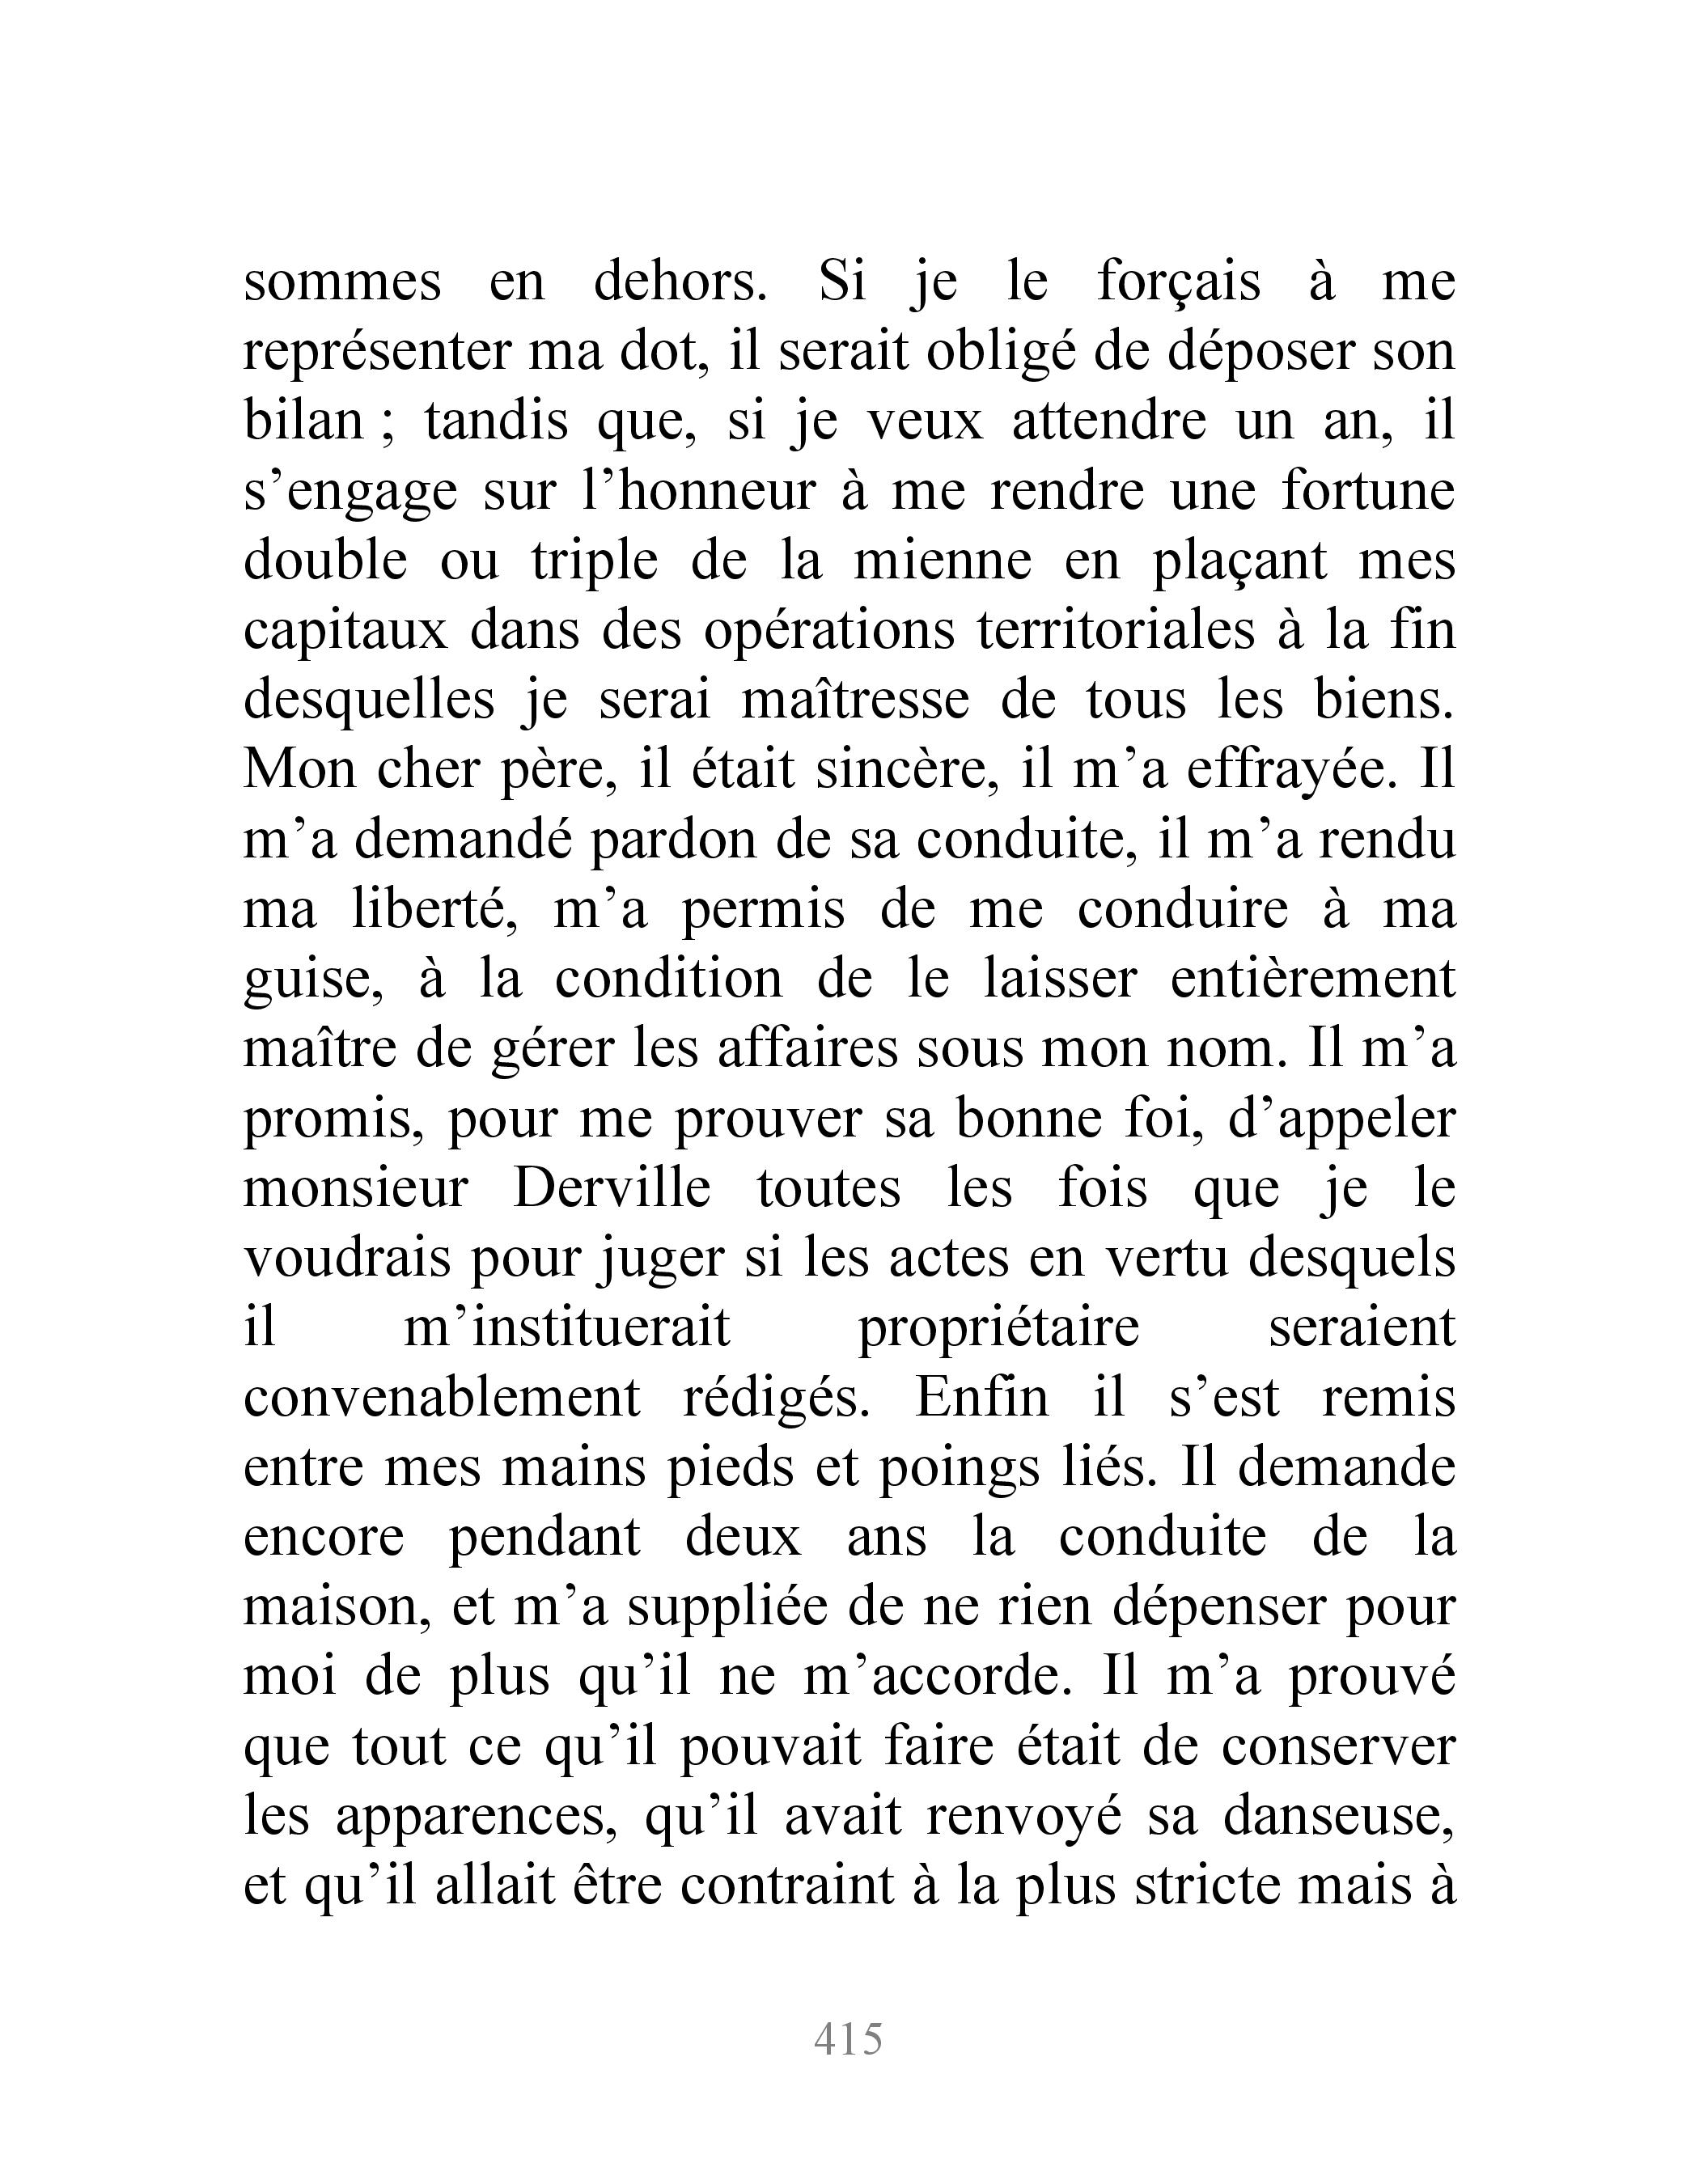 sommes en dehors. Si je le forçais à me
représenter ma dot, il serait obligé de déposer son
bilan ; tandis que, si je veux attendre un an, il
s’engage sur l’honneur à me rendre une fortune
double ou triple de la mienne en plaçant mes
capitaux dans des opérations territoriales à la fin
desquelles je serai maîtresse de tous les biens.
Mon cher père, il était sincère, il m’a effrayée. Il
m’a demandé pardon de sa conduite, il m’a rendu
ma liberté, m’a permis de me conduire à ma
guise, à la condition de le laisser entièrement
maître de gérer les affaires sous mon nom. Il m’a
promis, pour me prouver sa bonne foi, d’appeler
monsieur Derville toutes les fois que je le
voudrais pour juger si les actes en vertu desquels
il m’instituerait propriétaire seraient
convenablement rédigés. Enfin il s’est remis
entre mes mains pieds et poings liés. Il demande
encore pendant deux ans la conduite de la
maison, et m’a suppliée de ne rien dépenser pour
moi de plus qu’il ne m’accorde. Il m’a prouvé
que tout ce qu’il pouvait faire était de conserver
les apparences, qu’il avait renvoyé sa danseuse,
et qu’il allait être contraint à la plus stricte mais à
415